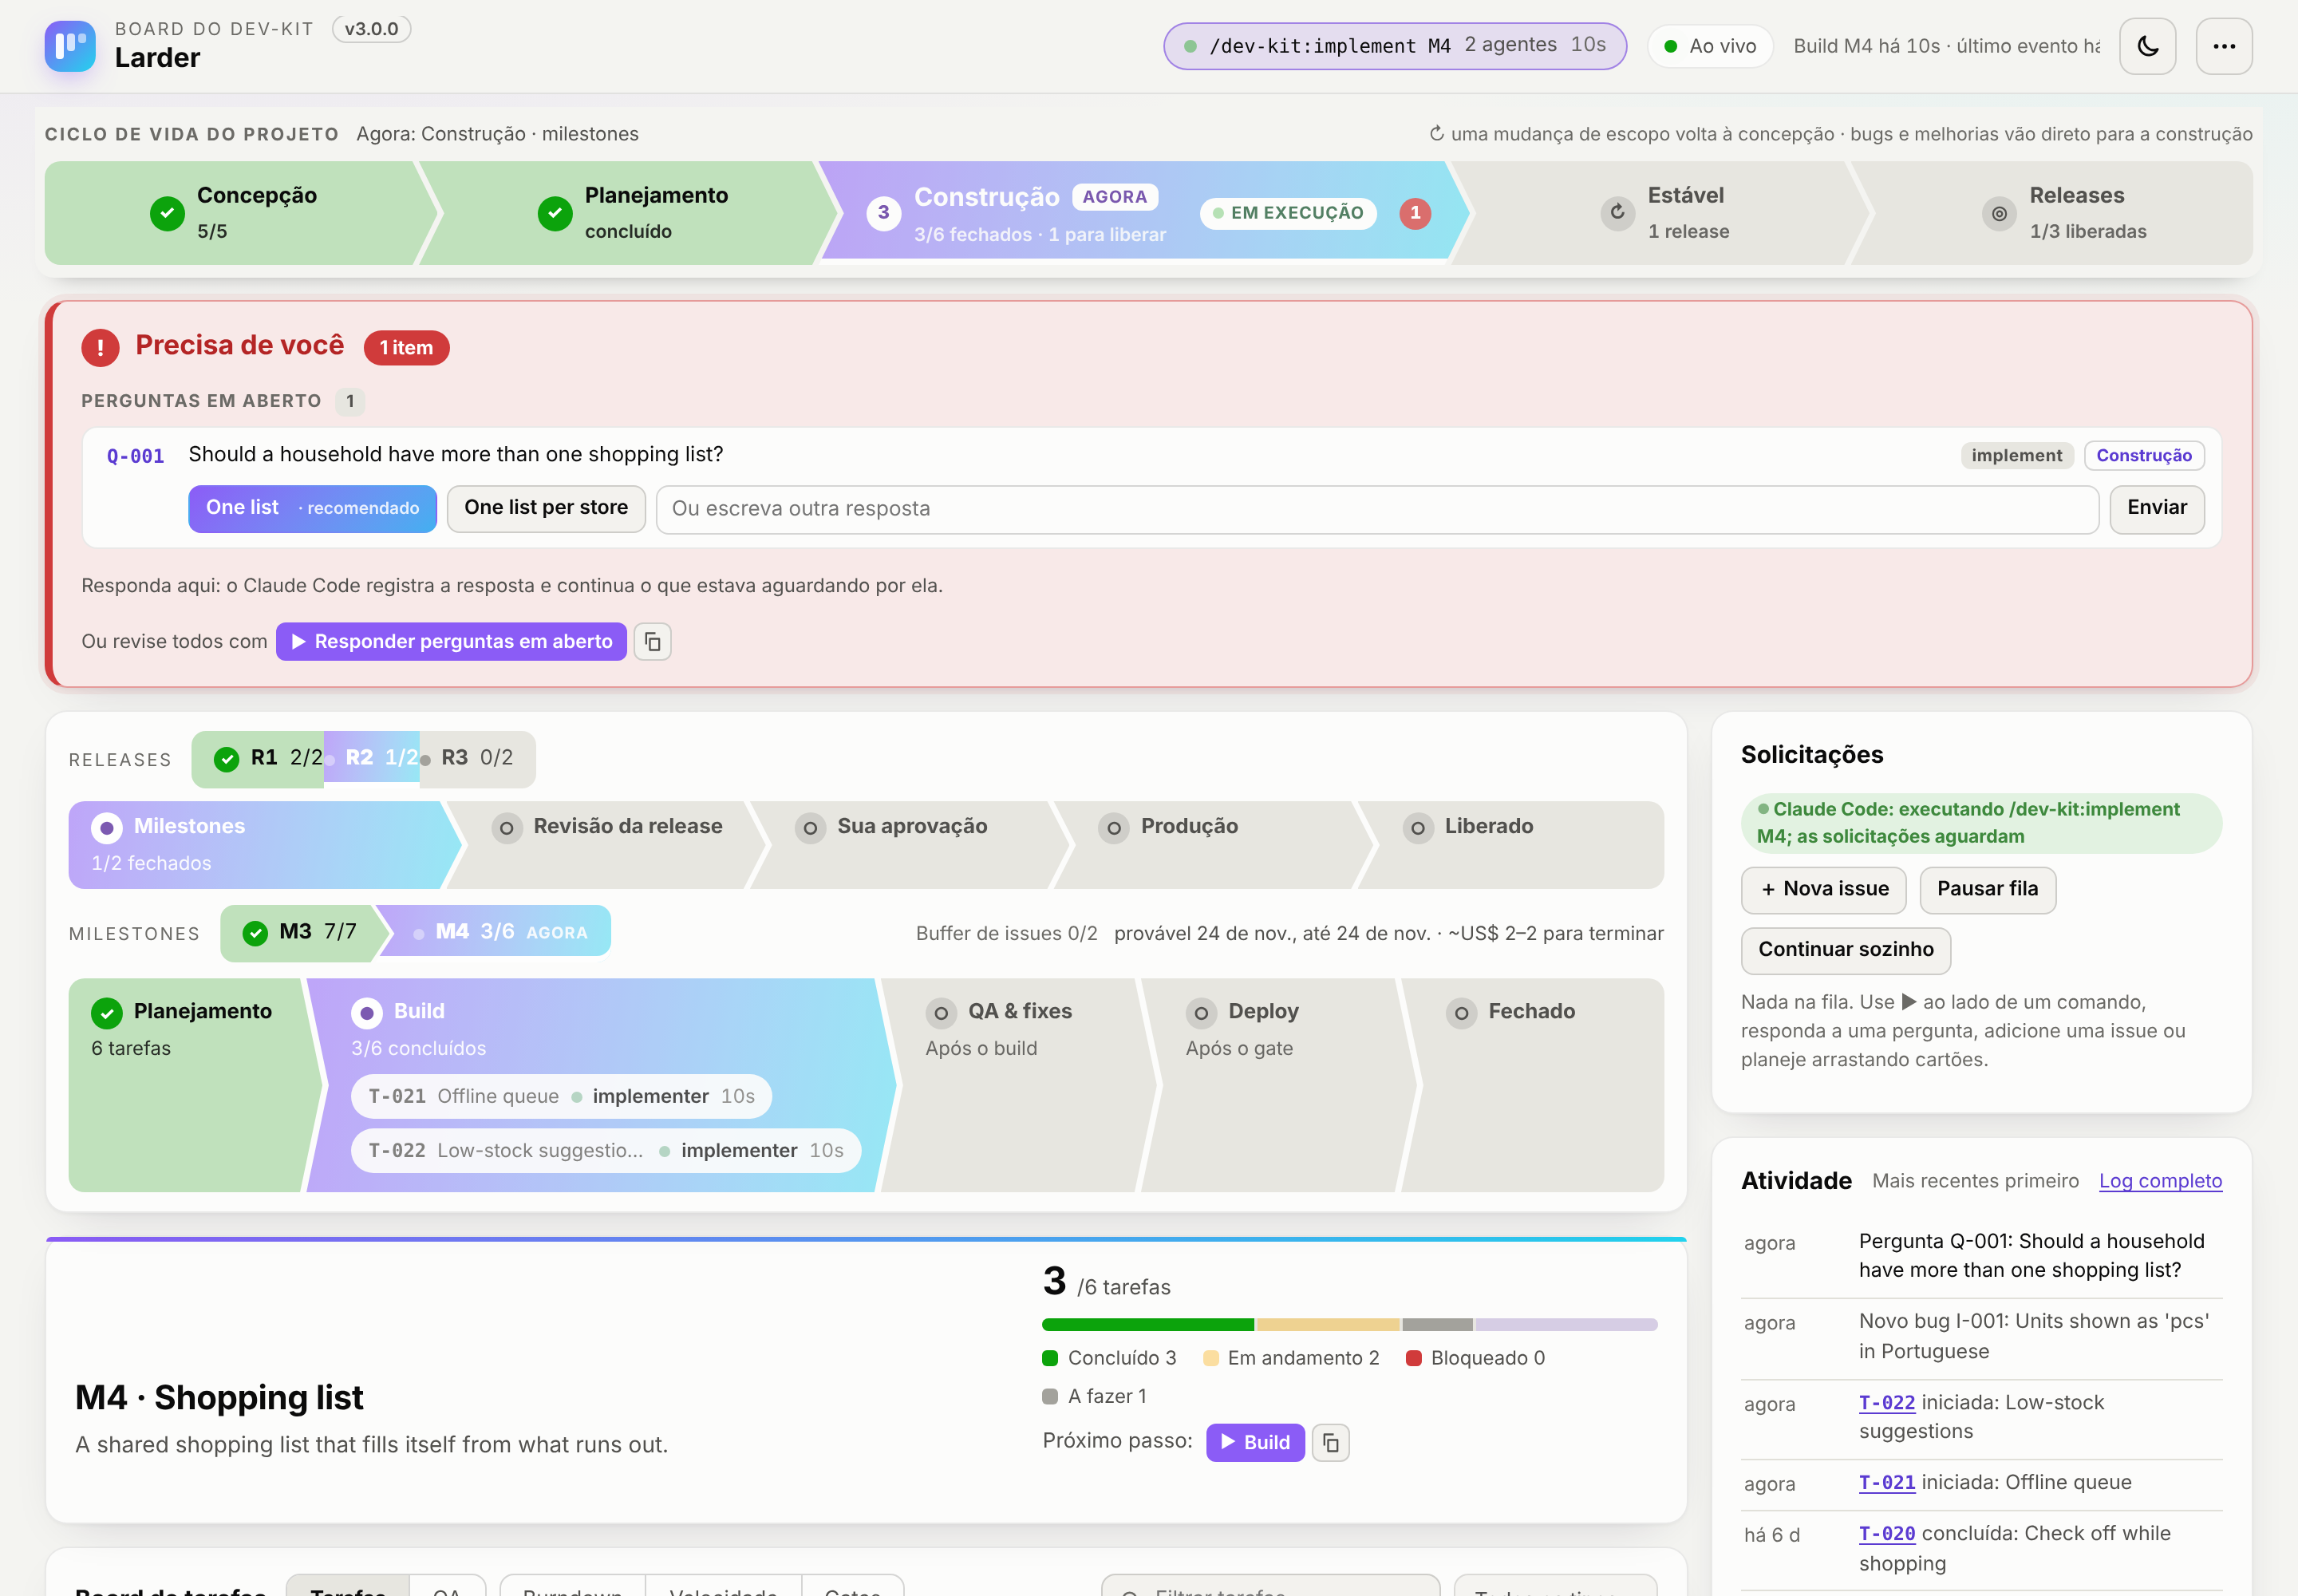 BOARD DO DEV-KIT v3.0.0
Larder
/dev-kit:implement M4 2 agentes 10s
Ao vivo
Build M4 há 10s · último evento há
CICLO DE VIDA DO PROJETO Agora: Construção · milestones
↻ uma mudança de escopo volta à concepção · bugs e melhorias vão direto para a construção
Concepção
5/5
Planejamento
concluído
3 Construção AGORA
3/6 fechados · 1 para liberar
EM EXECUÇÃO 1
Estável
1 release
Releases
1/3 liberadas
! Precisa de você 1 item
PERGUNTAS EM ABERTO 1
Q-001 Should a household have more than one shopping list? implement Construção
One list · recomendado One list per store Ou escreva outra resposta Enviar
Responda aqui: o Claude Code registra a resposta e continua o que estava aguardando por ela.
Ou revise todos com ▶ Responder perguntas em aberto
RELEASES R1 2/2 R2 1/2 R3 0/2
Milestones
1/2 fechados
Revisão da release
Sua aprovação
Produção
Liberado
MILESTONES M3 7/7 M4 3/6 AGORA
Buffer de issues 0/2 provável 24 de nov., até 24 de nov. · ~US$ 2–2 para terminar
Planejamento
6 tarefas
Build
3/6 concluídos
T-021 Offline queue implementer 10s
T-022 Low-stock suggestio... implementer 10s
QA & fixes
Após o build
Deploy
Após o gate
Fechado
M4 · Shopping list
A shared shopping list that fills itself from what runs out.
3 /6 tarefas
Concluído 3 Em andamento 2 Bloqueado 0
A fazer 1
Próximo passo: ▶ Build
Board de tarefas Tarefas QA Burndown Velocidade Gates Filtrar tarefas
Solicitações
Claude Code: executando /dev-kit:implement
M4; as solicitações aguardam
+ Nova issue Pausar fila
Continuar sozinho
Nada na fila. Use ▶ ao lado de um comando,
responda a uma pergunta, adicione uma issue ou
planeje arrastando cartões.
Atividade Mais recentes primeiro Log completo
agora Pergunta Q-001: Should a household
have more than one shopping list?
agora Novo bug I-001: Units shown as 'pcs'
in Portuguese
agora T-022 iniciada: Low-stock
suggestions
agora T-021 iniciada: Offline queue
há 6 d T-020 concluída: Check off while
shopping